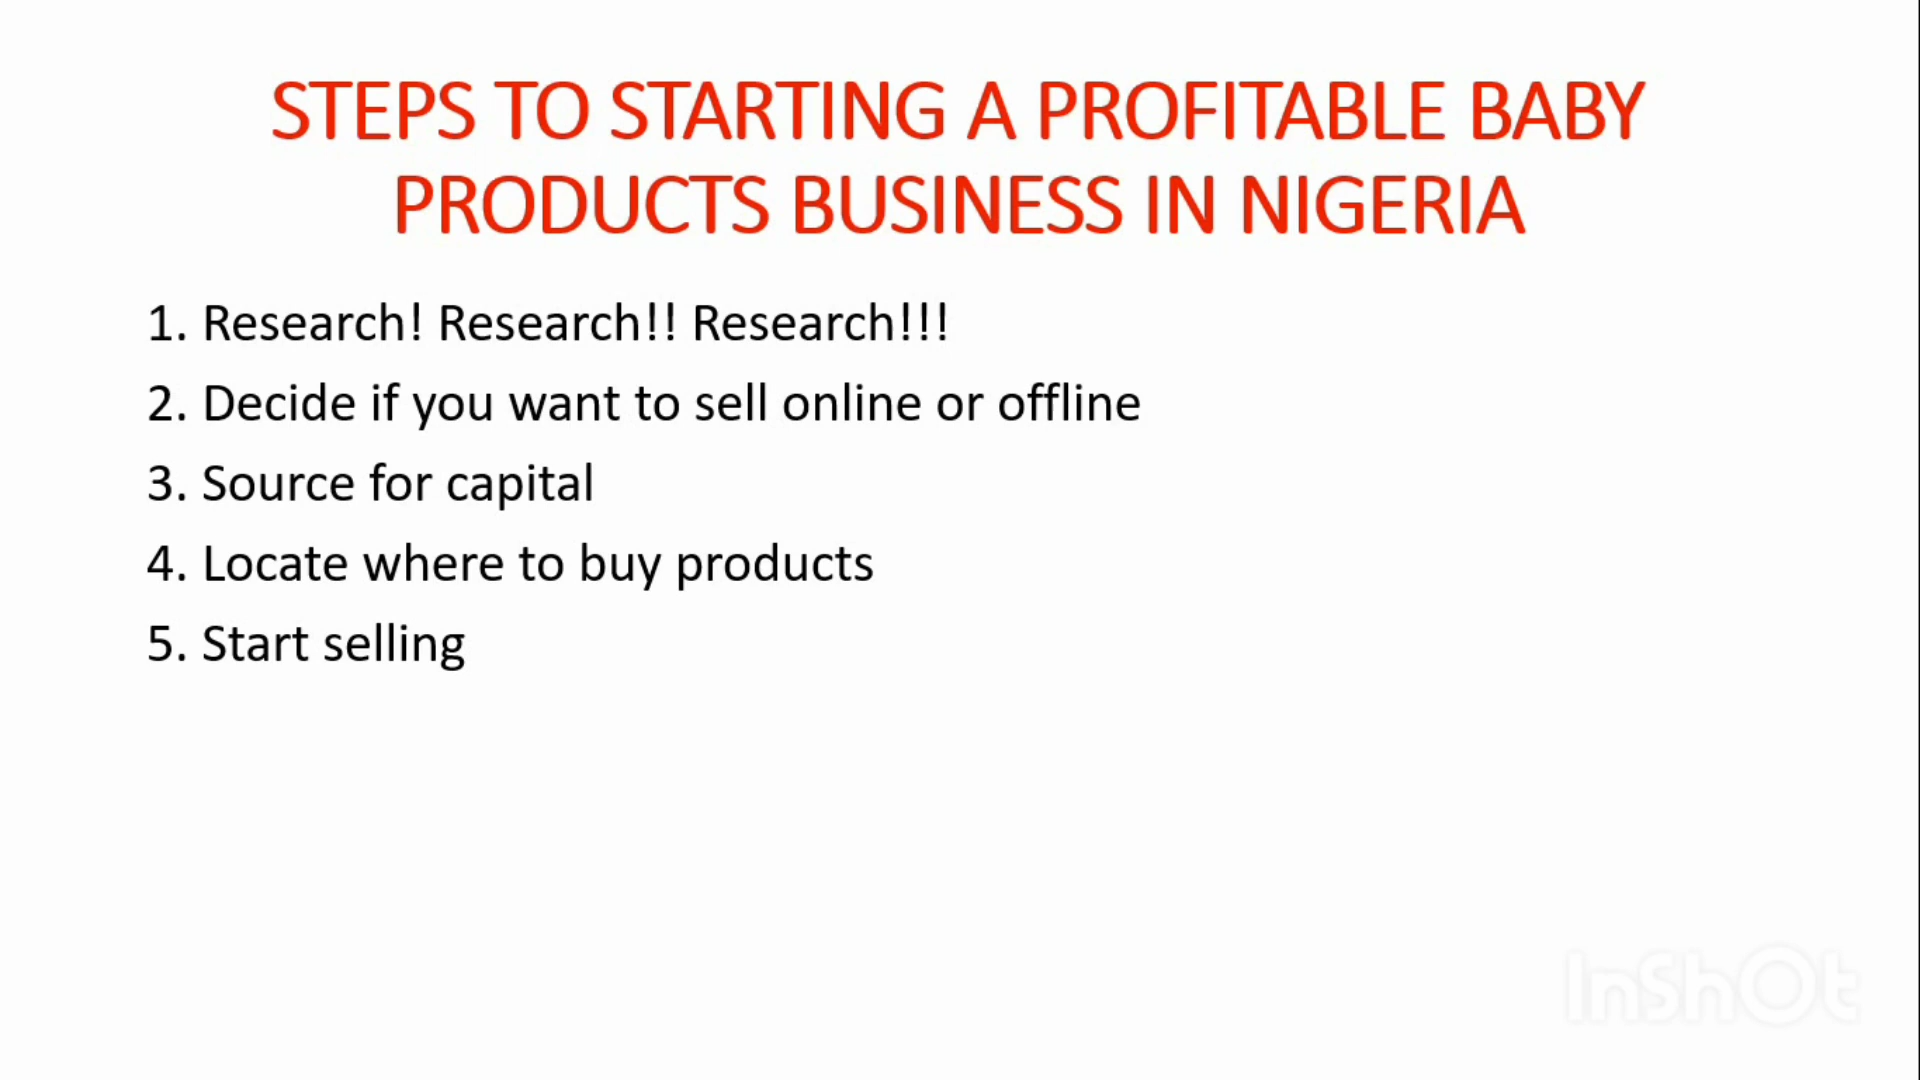 STEPS TO STARTING A PROFITABLE BABY
PRODUCTS BUSINESS IN NIGERIA
1. Research! Research!! Research!!!
2. Decide if you want to sell online or offline
3. Source for capital
4. Locate where to buy products
5. Start selling
InShOt